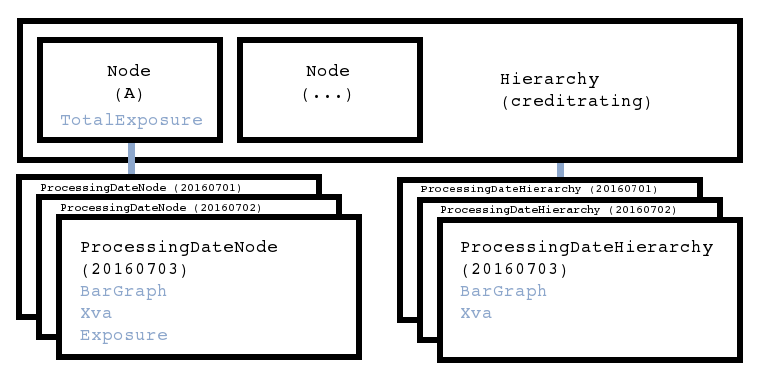 Node
(A)
TotalExposure
Node
(...)
Hierarchy
(creditrating)
ProcessingDateNode (20160701)
ProcessingDateNode (20160702)
ProcessingDateNode
(20160703)
BarGraph
Xva
Exposure
ProcessingDateHierarchy (20160701)
ProcessingDateHierarchy (20160702)
ProcessingDateHierarchy
(20160703)
BarGraph
Xva